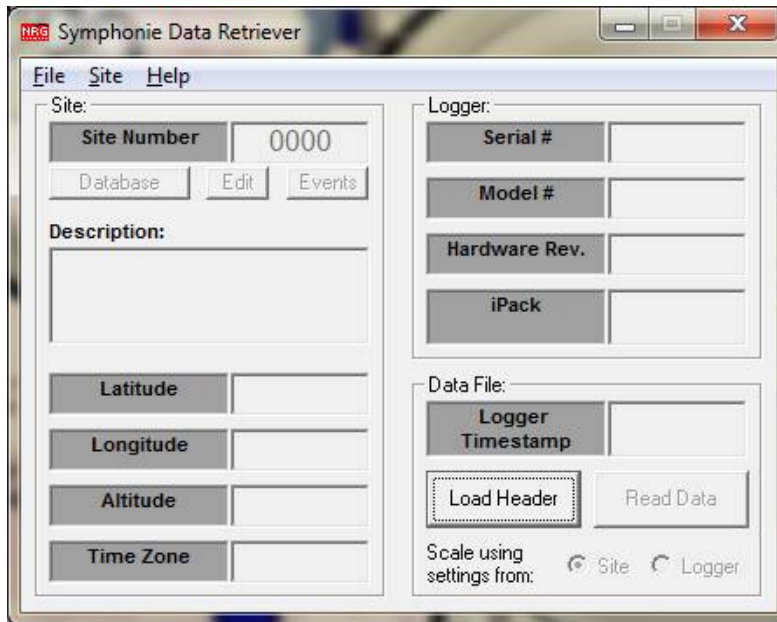 NRG Symphonie Data Retriever
File Site Help
Site:
Site Number 0000
Database Edit Events
Description:
Latitude
Longitude
Altitude
Time Zone
Logger:
Serial #
Model #
Hardware Rev.
iPack
Data File:
Logger
Timestamp
Load Header Read Data
Scale using
settings from: Site Logger